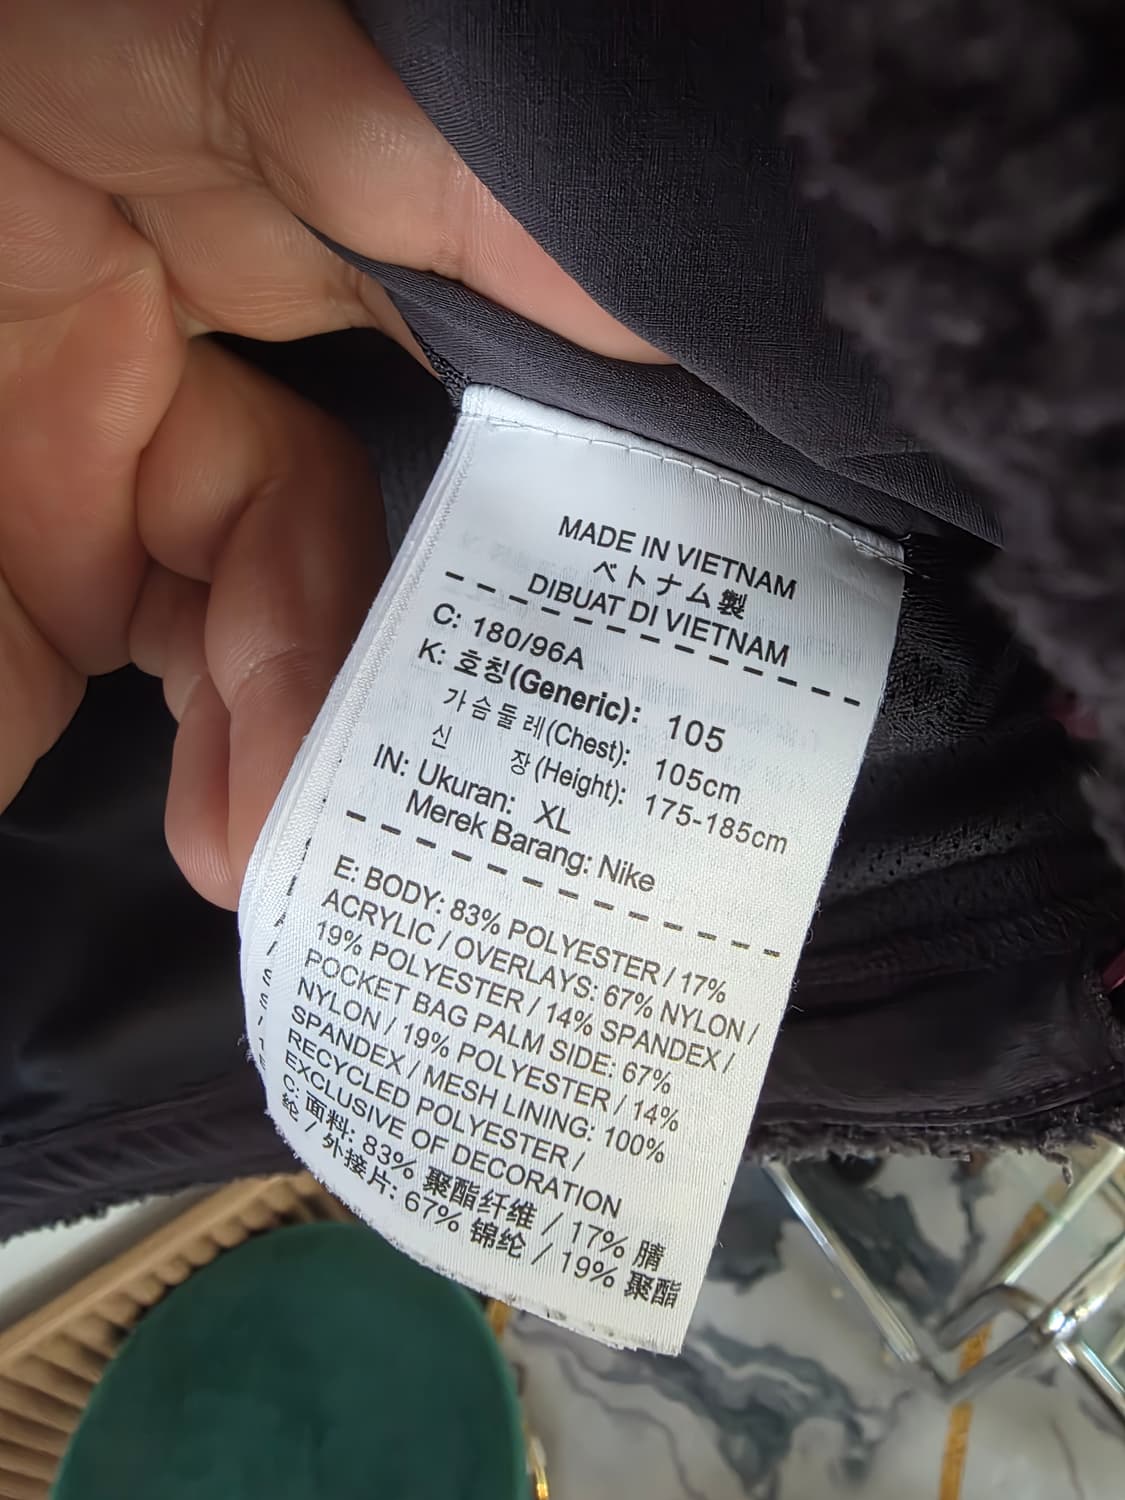 MADE IN VIETNAM
ベトナム製
DIBUAT DI VIETNAM
C: 180/96A
K: 호칭(Generic): 105
가슴둘레(Chest): 105cm
신 장(Height): 175-185cm
IN: Ukuran: XL
Merek Barang: Nike
E: BODY: 83% POLYESTER / 17%
ACRYLIC / OVERLAYS: 67% NYLON /
19% POLYESTER / 14% SPANDEX /
POCKET BAG PALM SIDE: 67%
NYLON / 19% POLYESTER / 14%
SPANDEX / MESH LINING: 100%
RECYCLED POLYESTER /
EXCLUSIVE OF DECORATION
C: 面料: 83% 聚酯纤维 / 17% 腈
纶 / 外接片: 67% 锦纶 / 19% 聚酯